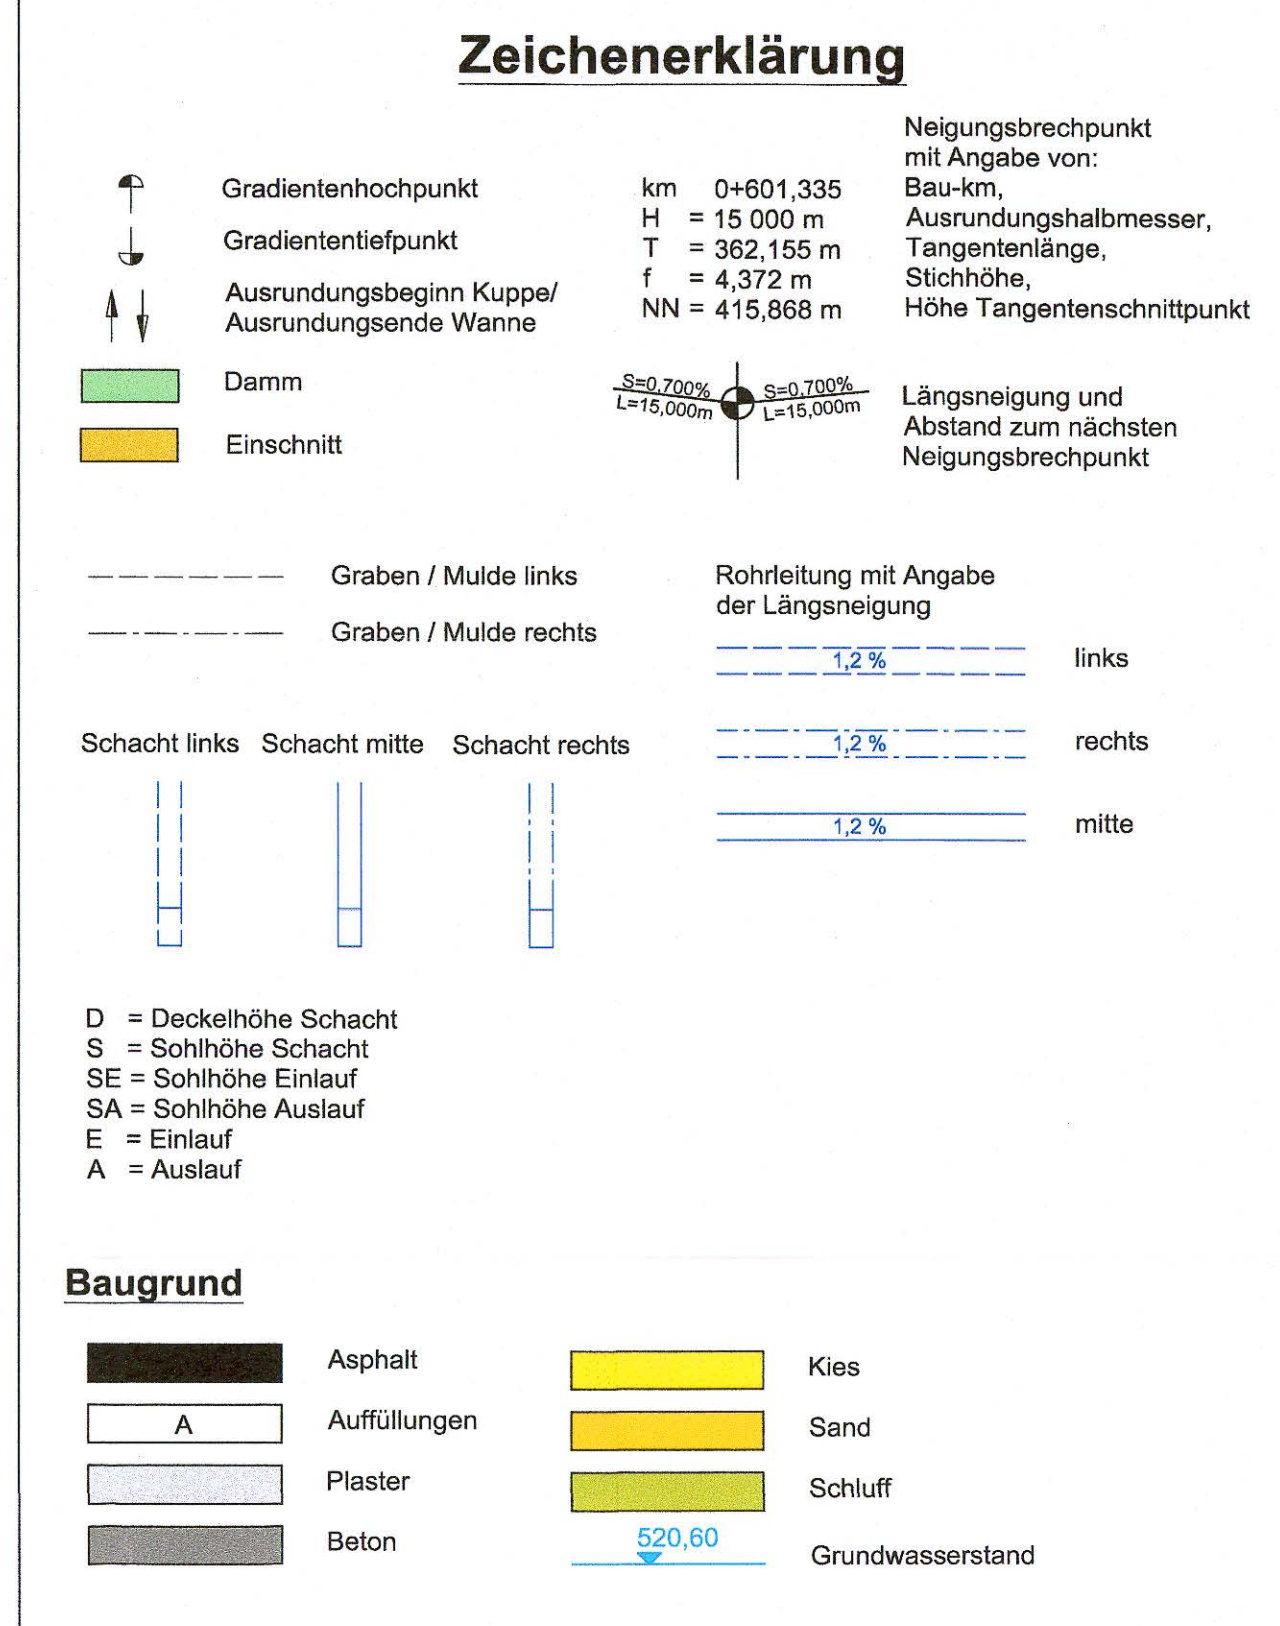 Zeichenerklärung
Gradientenhochpunkt
Gradiententiefpunkt
Ausrundungsbeginn Kuppe/
Ausrundungsende Wanne
Damm
Einschnitt
km 0+601,335
H = 15 000 m
T = 362,155 m
f = 4,372 m
NN = 415,868 m
Neigungsbrechpunkt
mit Angabe von:
Bau-km,
Ausrundungshalbmesser,
Tangentenlänge,
Stichhöhe,
Höhe Tangentenschnittpunkt
S=0,700%
L=15,000m
S=0,700%
L=15,000m
Längsneigung und
Abstand zum nächsten
Neigungsbrechpunkt
Graben / Mulde links
Graben / Mulde rechts
Rohrleitung mit Angabe
der Längsneigung
1,2 %
links
1,2 %
rechts
1,2 %
mitte
Schacht links
Schacht mitte
Schacht rechts
D = Deckelhöhe Schacht
S = Sohlhöhe Schacht
SE = Sohlhöhe Einlauf
SA = Sohlhöhe Auslauf
E = Einlauf
A = Auslauf
Baugrund
Asphalt
A
Auffüllungen
Plaster
Beton
Kies
Sand
Schluff
520,60
Grundwasserstand